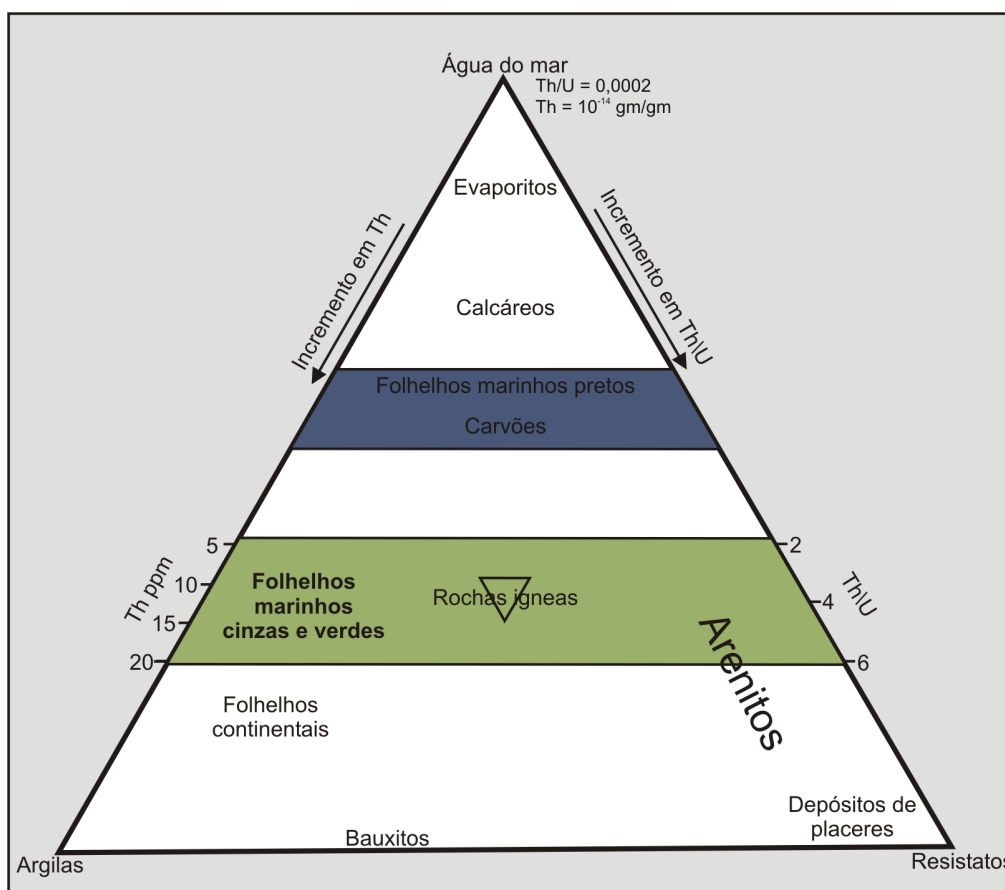 Água do mar
Th/U = 0,0002
Th = 10⁻¹⁴ gm/gm
Evaporitos
Incremento em Th
Incremento em Th\U
Calcáreos
Folhelhos marinhos pretos
Carvões
5
2
Th ppm
10
15
20
Folhelhos
marinhos
cinzas e verdes
Rochas igneas
4
Th\U
6
Arenitos
Folhelhos
continentais
Depósitos de
placeres
Bauxitos
Argilas
Resistatos